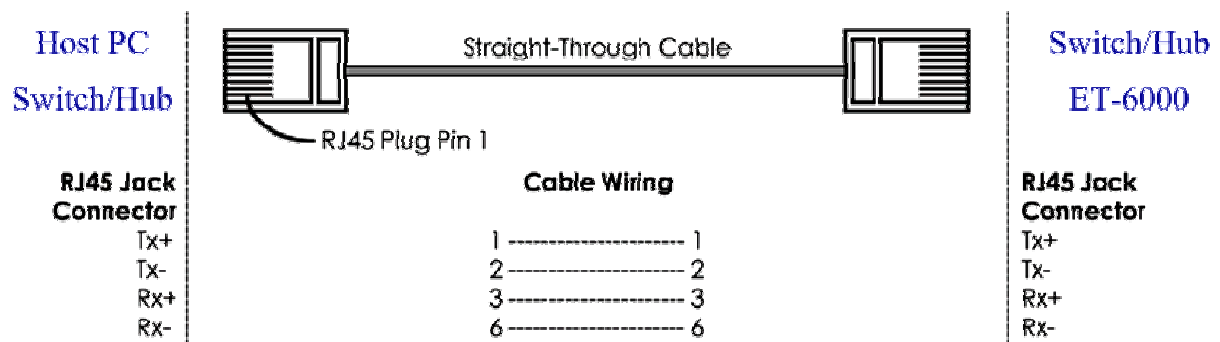 Host PC
Switch/Hub
Straight-Through Cable
Switch/Hub
ET-6000
RJ45 Plug Pin 1
RJ45 Jack
Connector
Cable Wiring
RJ45 Jack
Connector
Tx+ 1 ---------------------- 1 Tx+
Tx- 2 ---------------------- 2 Tx-
Rx+ 3 ---------------------- 3 Rx+
Rx- 6 ---------------------- 6 Rx-